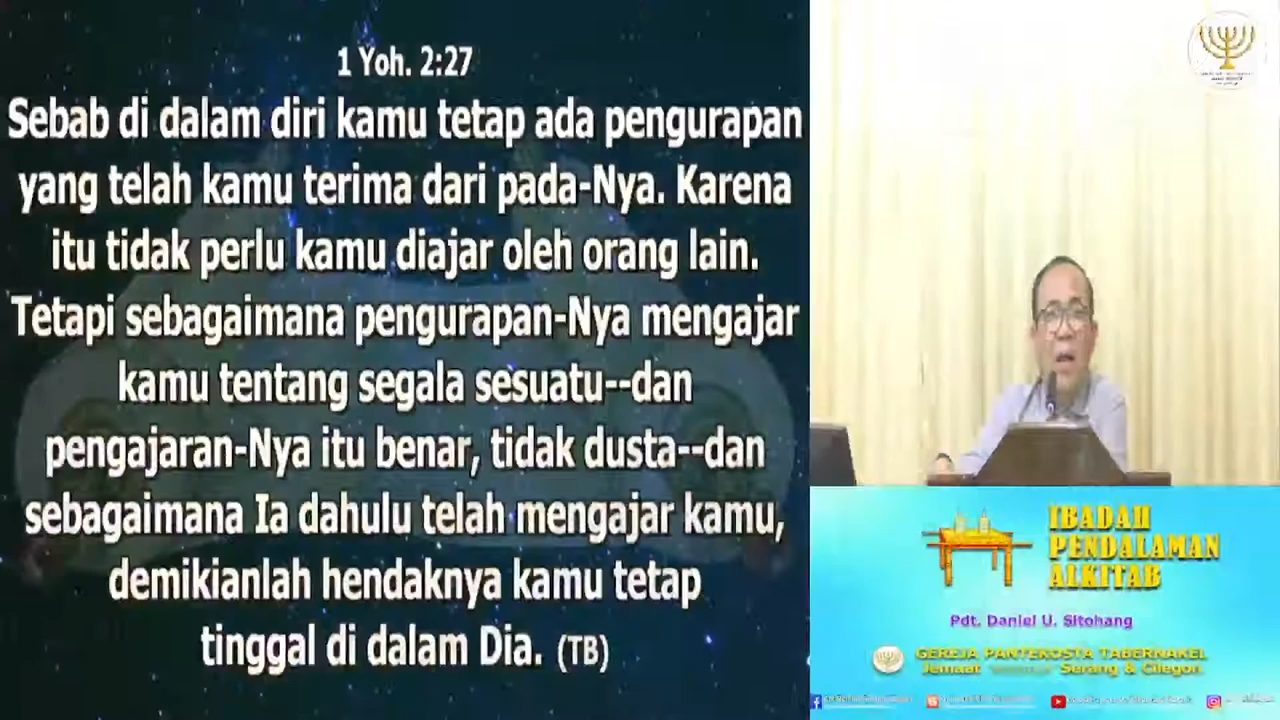 1 Yoh. 2:27
Sebab di dalam diri kamu tetap ada pengurapan
yang telah kamu terima dari pada-Nya. Karena
itu tidak perlu kamu diajar oleh orang lain.
Tetapi sebagaimana pengurapan-Nya mengajar
kamu tentang segala sesuatu--dan
pengajaran-Nya itu benar, tidak dusta--dan
sebagaimana Ia dahulu telah mengajar kamu,
demikianlah hendaknya kamu tetap
tinggal di dalam Dia. (TB)
IBADAH
PENDALAMAN
ALKITAB
Pdt. Daniel U. Sitohang
GEREJA PANTEKOSTA TABERNAKEL
Jemaat Serang & Cilegon